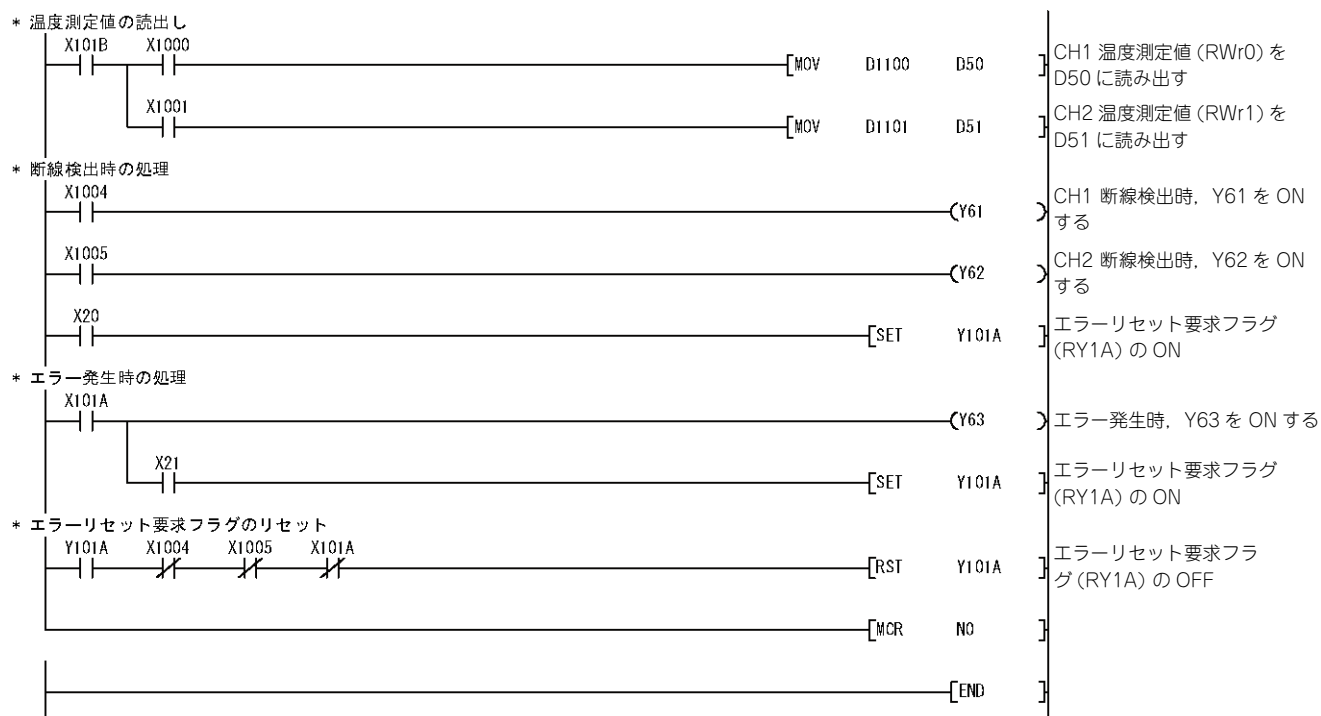 * 温度測定値の読出し
X101B X1000
[MOV D1100 D50 ] CH1 温度測定値 (RWr0) を
D50 に読み出す
X1001
[MOV D1101 D51 ] CH2 温度測定値 (RWr1) を
D51 に読み出す
* 断線検出時の処理
X1004
(Y61 ) CH1 断線検出時，Y61 を ON
する
X1005
(Y62 ) CH2 断線検出時，Y62 を ON
する
X20
[SET Y101A ] エラーリセット要求フラグ
(RY1A) の ON
* エラー発生時の処理
X101A
(Y63 ) エラー発生時，Y63 を ON する
X21
[SET Y101A ] エラーリセット要求フラグ
(RY1A) の ON
* エラーリセット要求フラグのリセット
Y101A X1004 X1005 X101A
[RST Y101A ] エラーリセット要求フラ
グ (RY1A) の OFF
[MCR N0 ]
[END ]